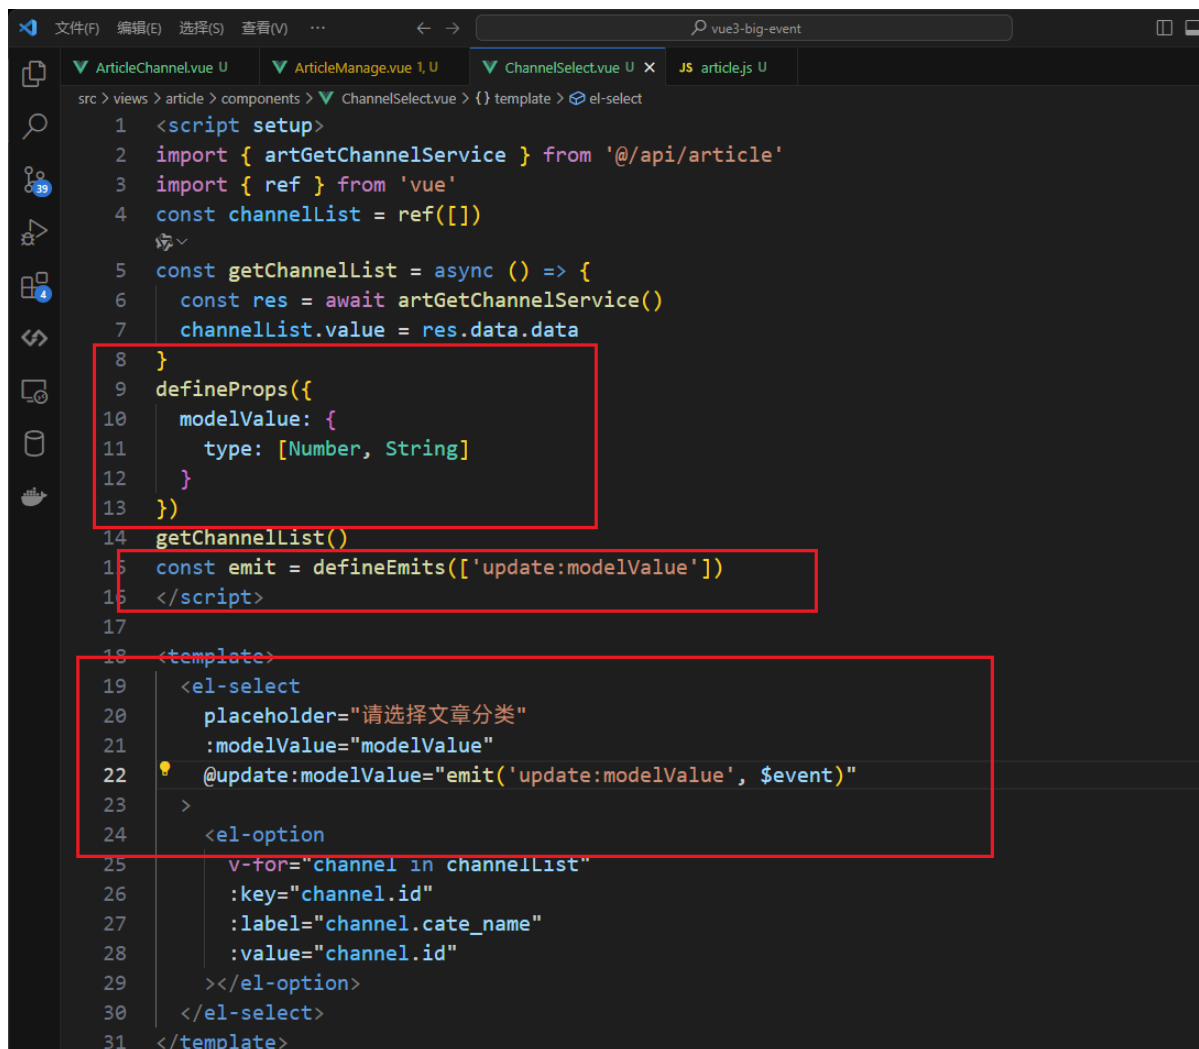 文件(F) 编辑(E) 选择(S) 查看(V) ··· ← → vue3-big-event
ArticleChannel.vue U ArticleManage.vue 1, U ChannelSelect.vue U × JS article.js U
src > views > article > components > ChannelSelect.vue > {} template > el-select
1 <script setup>
2 import { artGetChannelService } from '@/api/article'
3 import { ref } from 'vue'
4 const channelList = ref([])
5 const getChannelList = async () => {
6 const res = await artGetChannelService()
7 channelList.value = res.data.data
8 }
9 defineProps({
10 modelValue: {
11 type: [Number, String]
12 }
13 })
14 getChannelList()
15 const emit = defineEmits(['update:modelValue'])
16 </script>
17
18 <template>
19 <el-select
20 placeholder="请选择文章分类"
21 :modelValue="modelValue"
22 @update:modelValue="emit('update:modelValue', $event)"
23 >
24 <el-option
25 v-for="channel in channelList"
26 :key="channel.id"
27 :label="channel.cate_name"
28 :value="channel.id"
29 ></el-option>
30 </el-select>
31 </template>
39
4